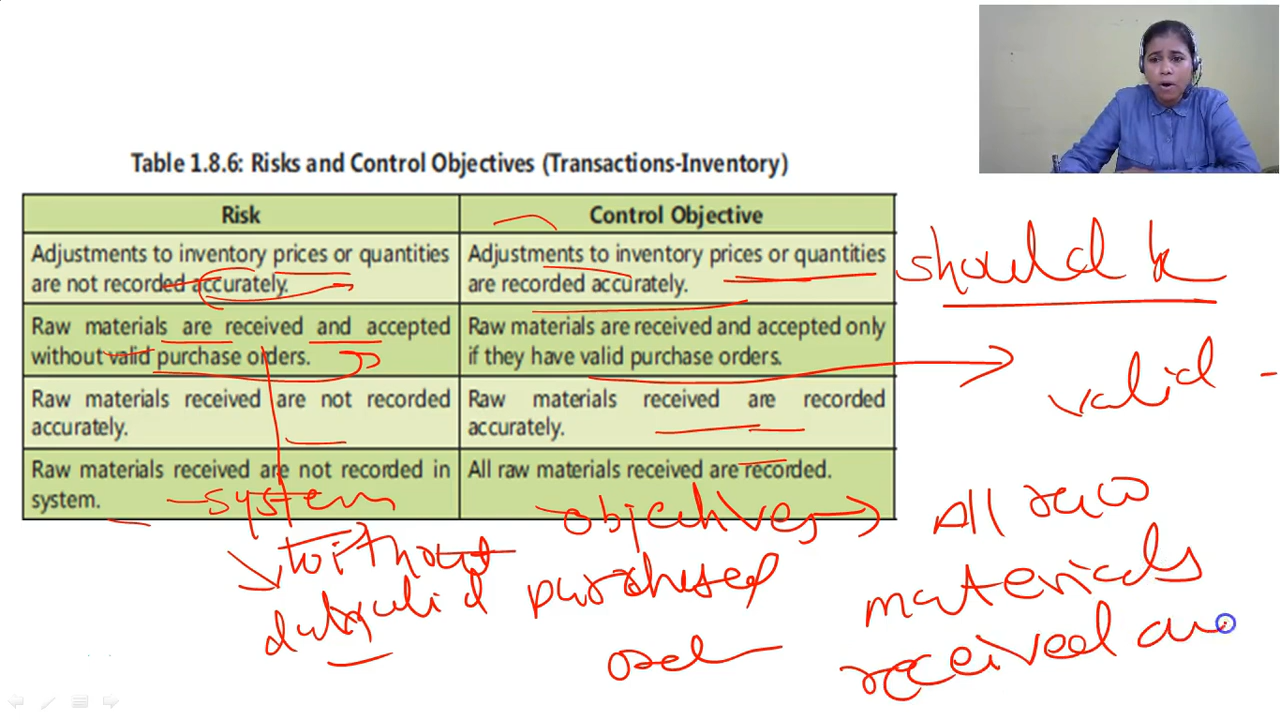 Table 1.8.6: Risks and Control Objectives (Transactions-Inventory)
Risk
Control Objective
Adjustments to inventory prices or quantities
are not recorded accurately.
Adjustments to inventory prices or quantities
are recorded accurately.
Raw materials are received and accepted
without valid purchase orders.
Raw materials are received and accepted only
if they have valid purchase orders.
Raw materials received are not recorded
accurately.
Raw materials received are recorded
accurately.
Raw materials received are not recorded in
system.
All raw materials received are recorded.
should
valid
system
without
valid
purchased
objectives
All raw
materials
received